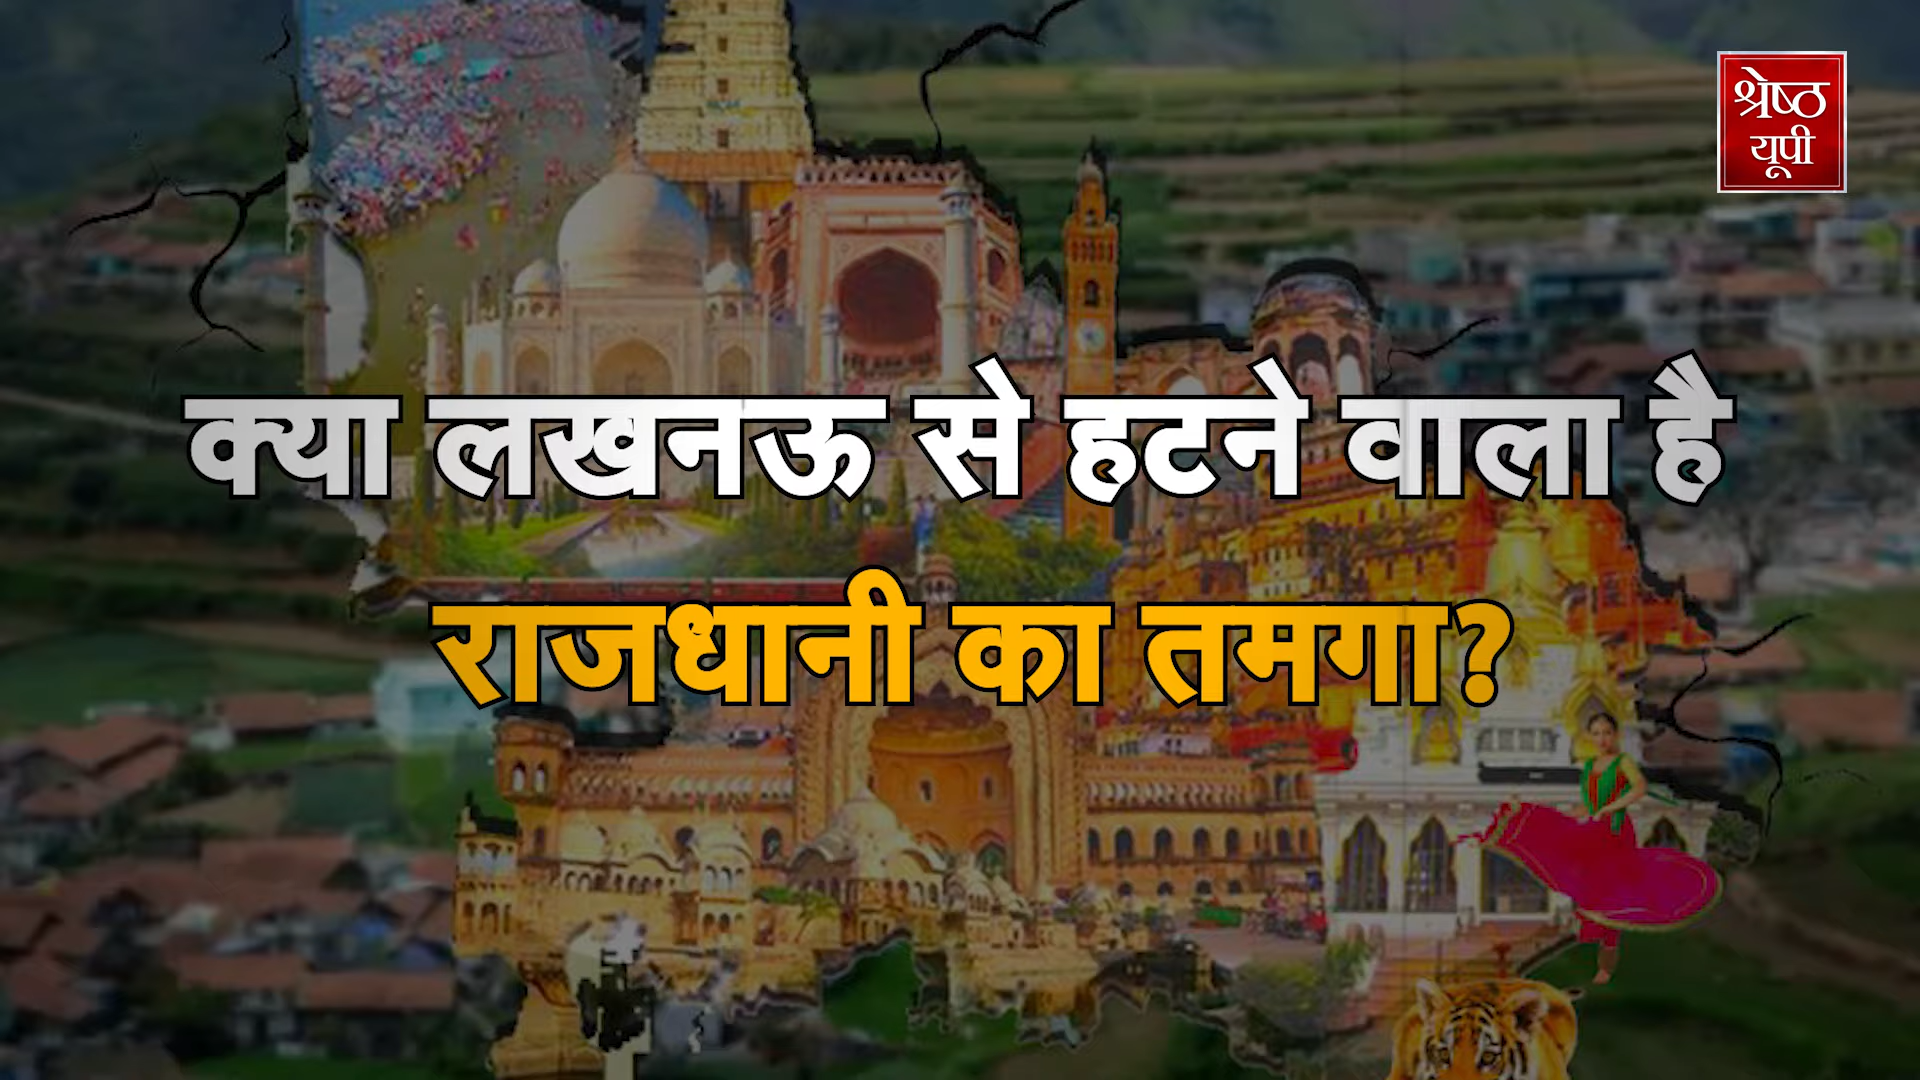 श्रेष्ठ
यूपी
क्या लखनऊ से हटने वाला है
राजधानी का तमगा?